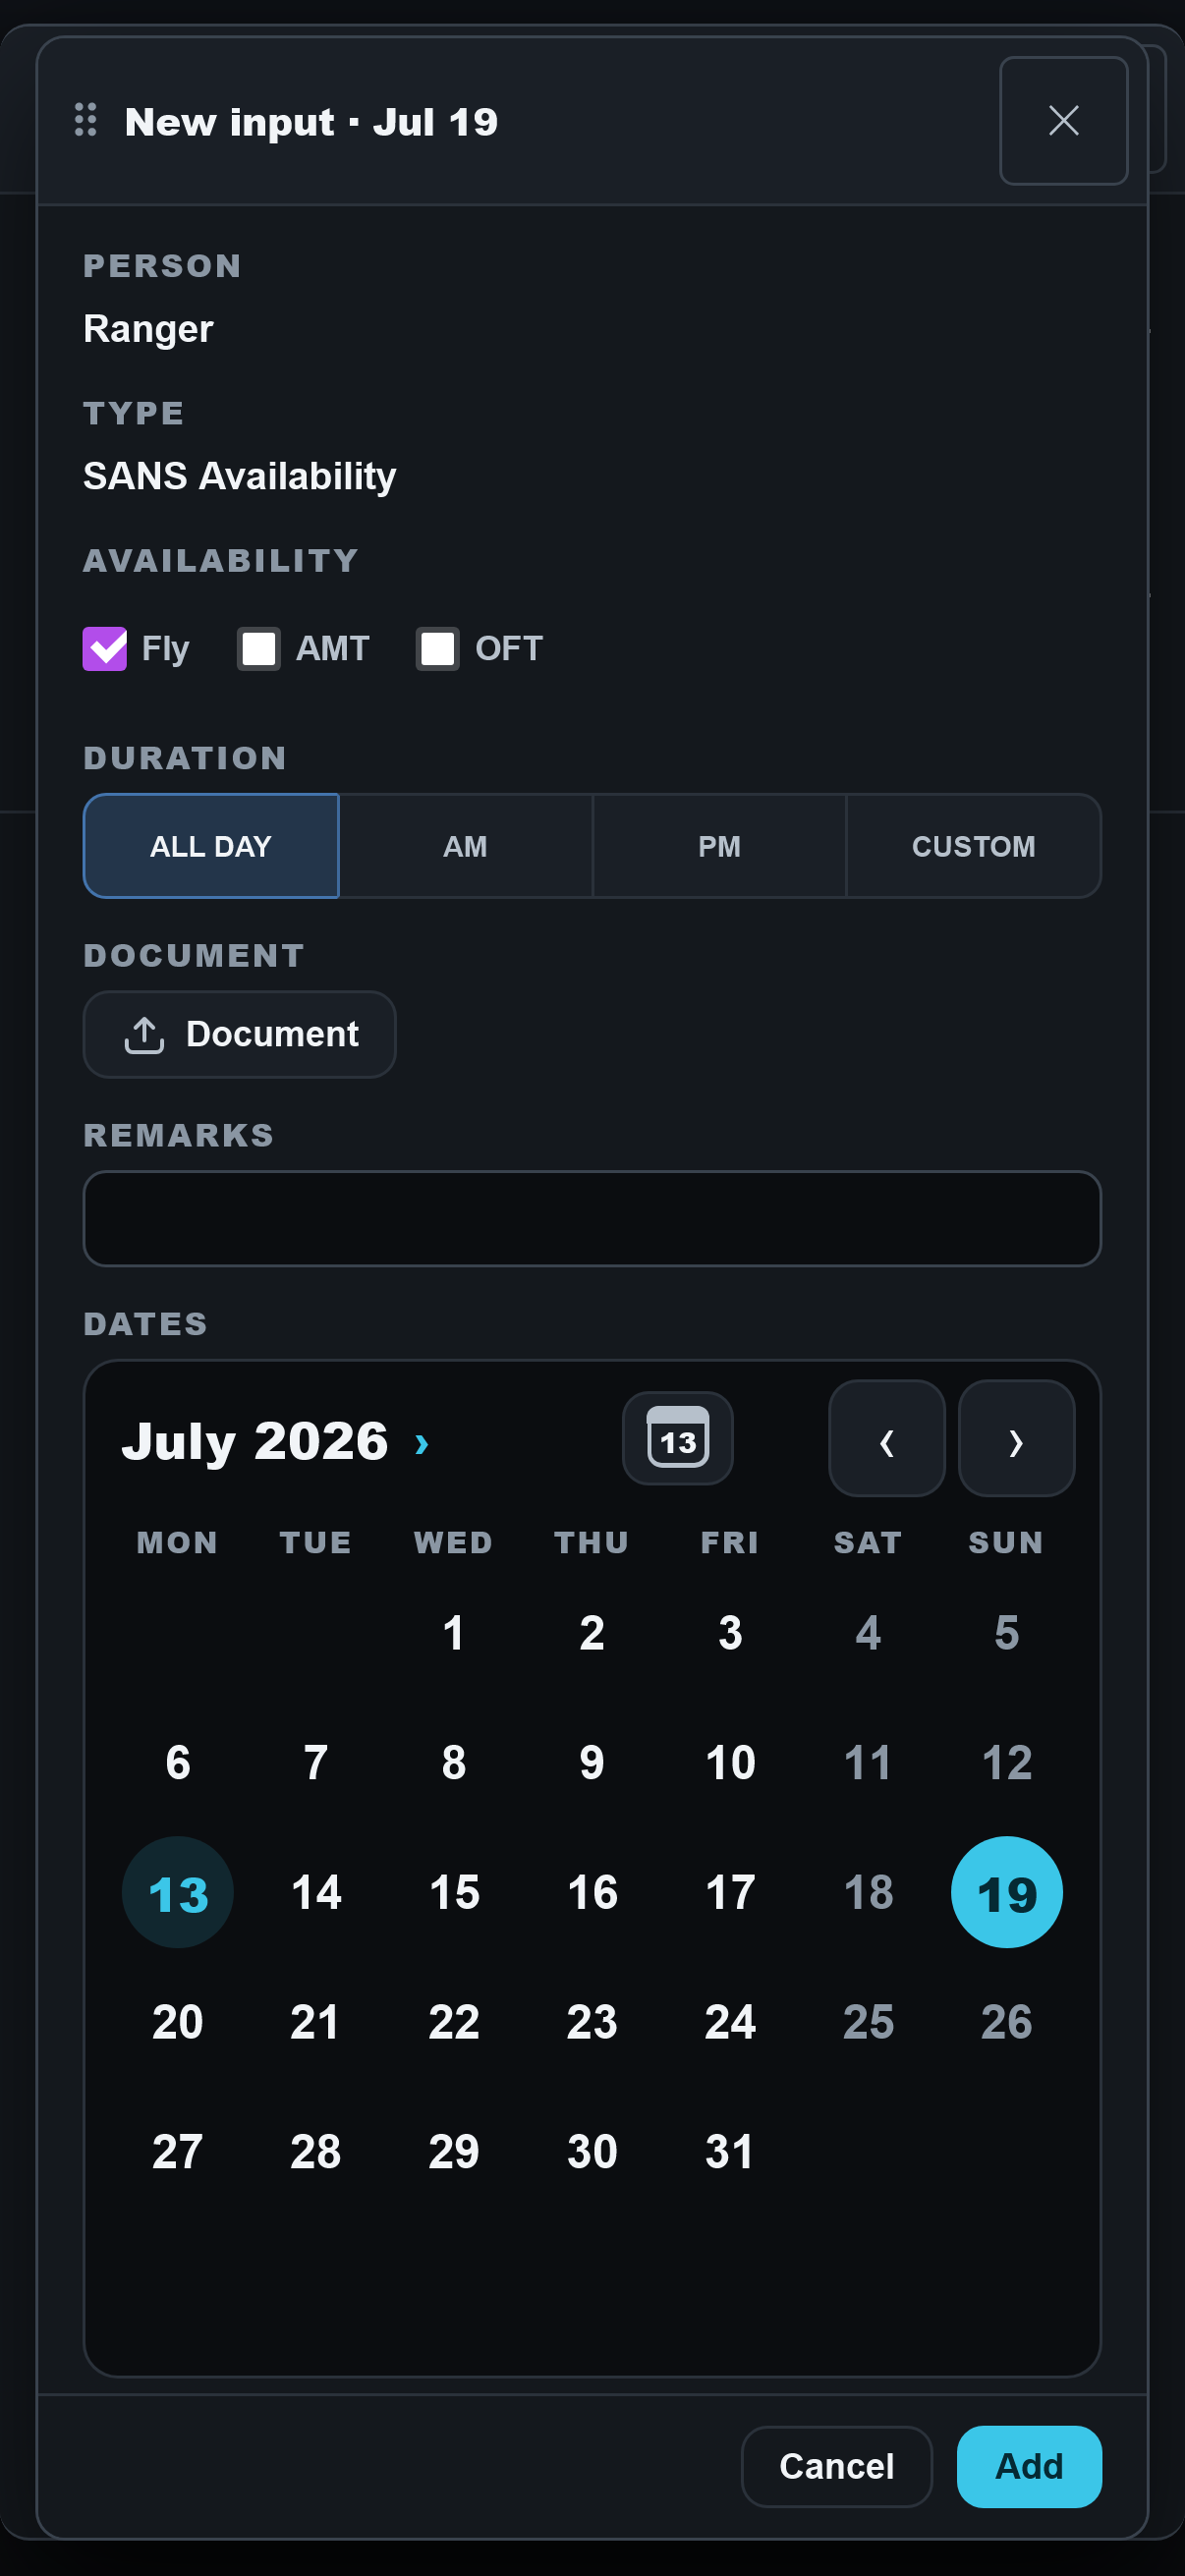 New input · Jul 19
PERSON
Ranger
TYPE
SANS Availability
AVAILABILITY
Fly AMT OFT
DURATION
ALL DAY AM PM CUSTOM
DOCUMENT
Document
REMARKS
DATES
July 2026 › 13 ‹ ›
MON TUE WED THU FRI SAT SUN
1 2 3 4 5
6 7 8 9 10 11 12
13 14 15 16 17 18 19
20 21 22 23 24 25 26
27 28 29 30 31
Cancel Add